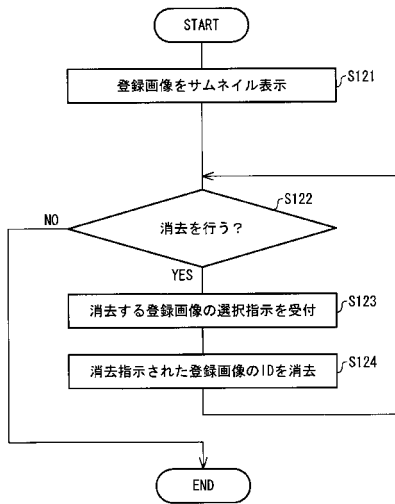 START
登録画像をサムネイル表示
S121
S122
NO
消去を行う?
YES
消去する登録画像の選択指示を受付
S123
消去指示された登録画像のIDを消去
S124
END